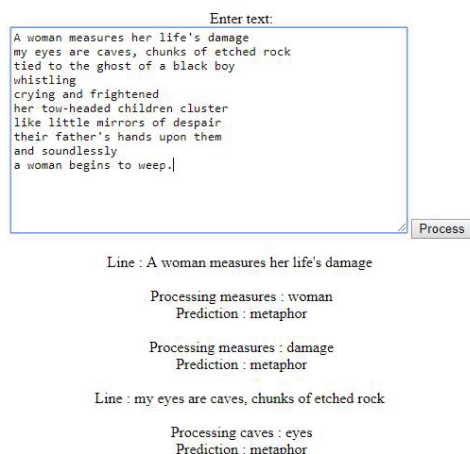 Enter text:
A woman measures her life's damage
my eyes are caves, chunks of etched rock
tied to the ghost of a black boy
whistling
crying and frightened
her tow-headed children cluster
like little mirrors of despair
their father's hands upon them
and soundlessly
a woman begins to weep.
Process
Line : A woman measures her life's damage
Processing measures : woman
Prediction : metaphor
Processing measures : damage
Prediction : metaphor
Line : my eyes are caves, chunks of etched rock
Processing caves : eyes
Prediction : metaphor